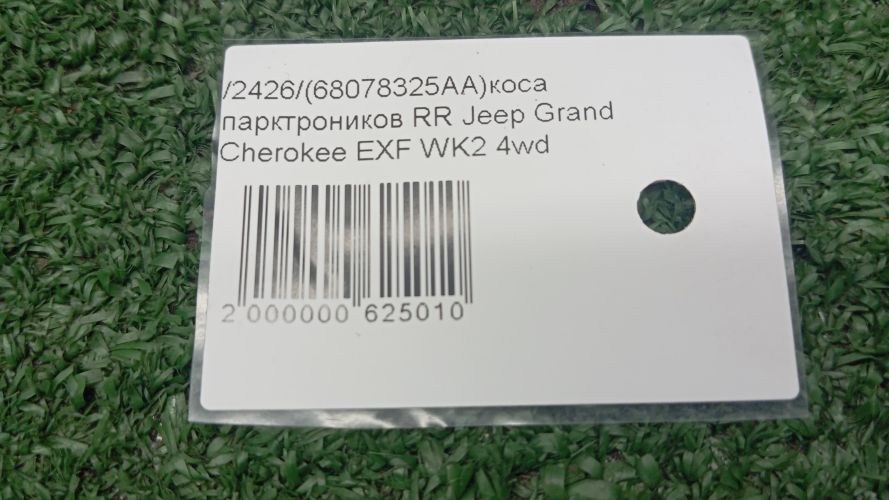 /2426/(68078325AA)коса
парктроников RR Jeep Grand
Cherokee EXF WK2 4wd
2 000000 625010